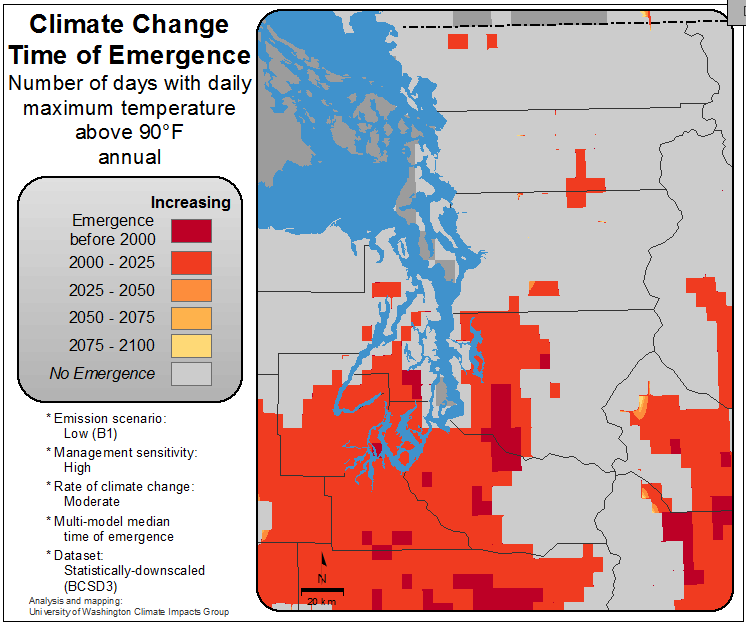 Climate Change
Time of Emergence
Number of days with daily
maximum temperature
above 90°F
annual
Increasing
Emergence
before 2000
2000 - 2025
2025 - 2050
2050 - 2075
2075 - 2100
No Emergence
* Emission scenario:
Low (B1)
* Management sensitivity:
High
* Rate of climate change:
Moderate
* Multi-model median
time of emergence
* Dataset:
Statistically-downscaled
(BCSD3)
Analysis and mapping:
University of Washington Climate Impacts Group
N
20 km